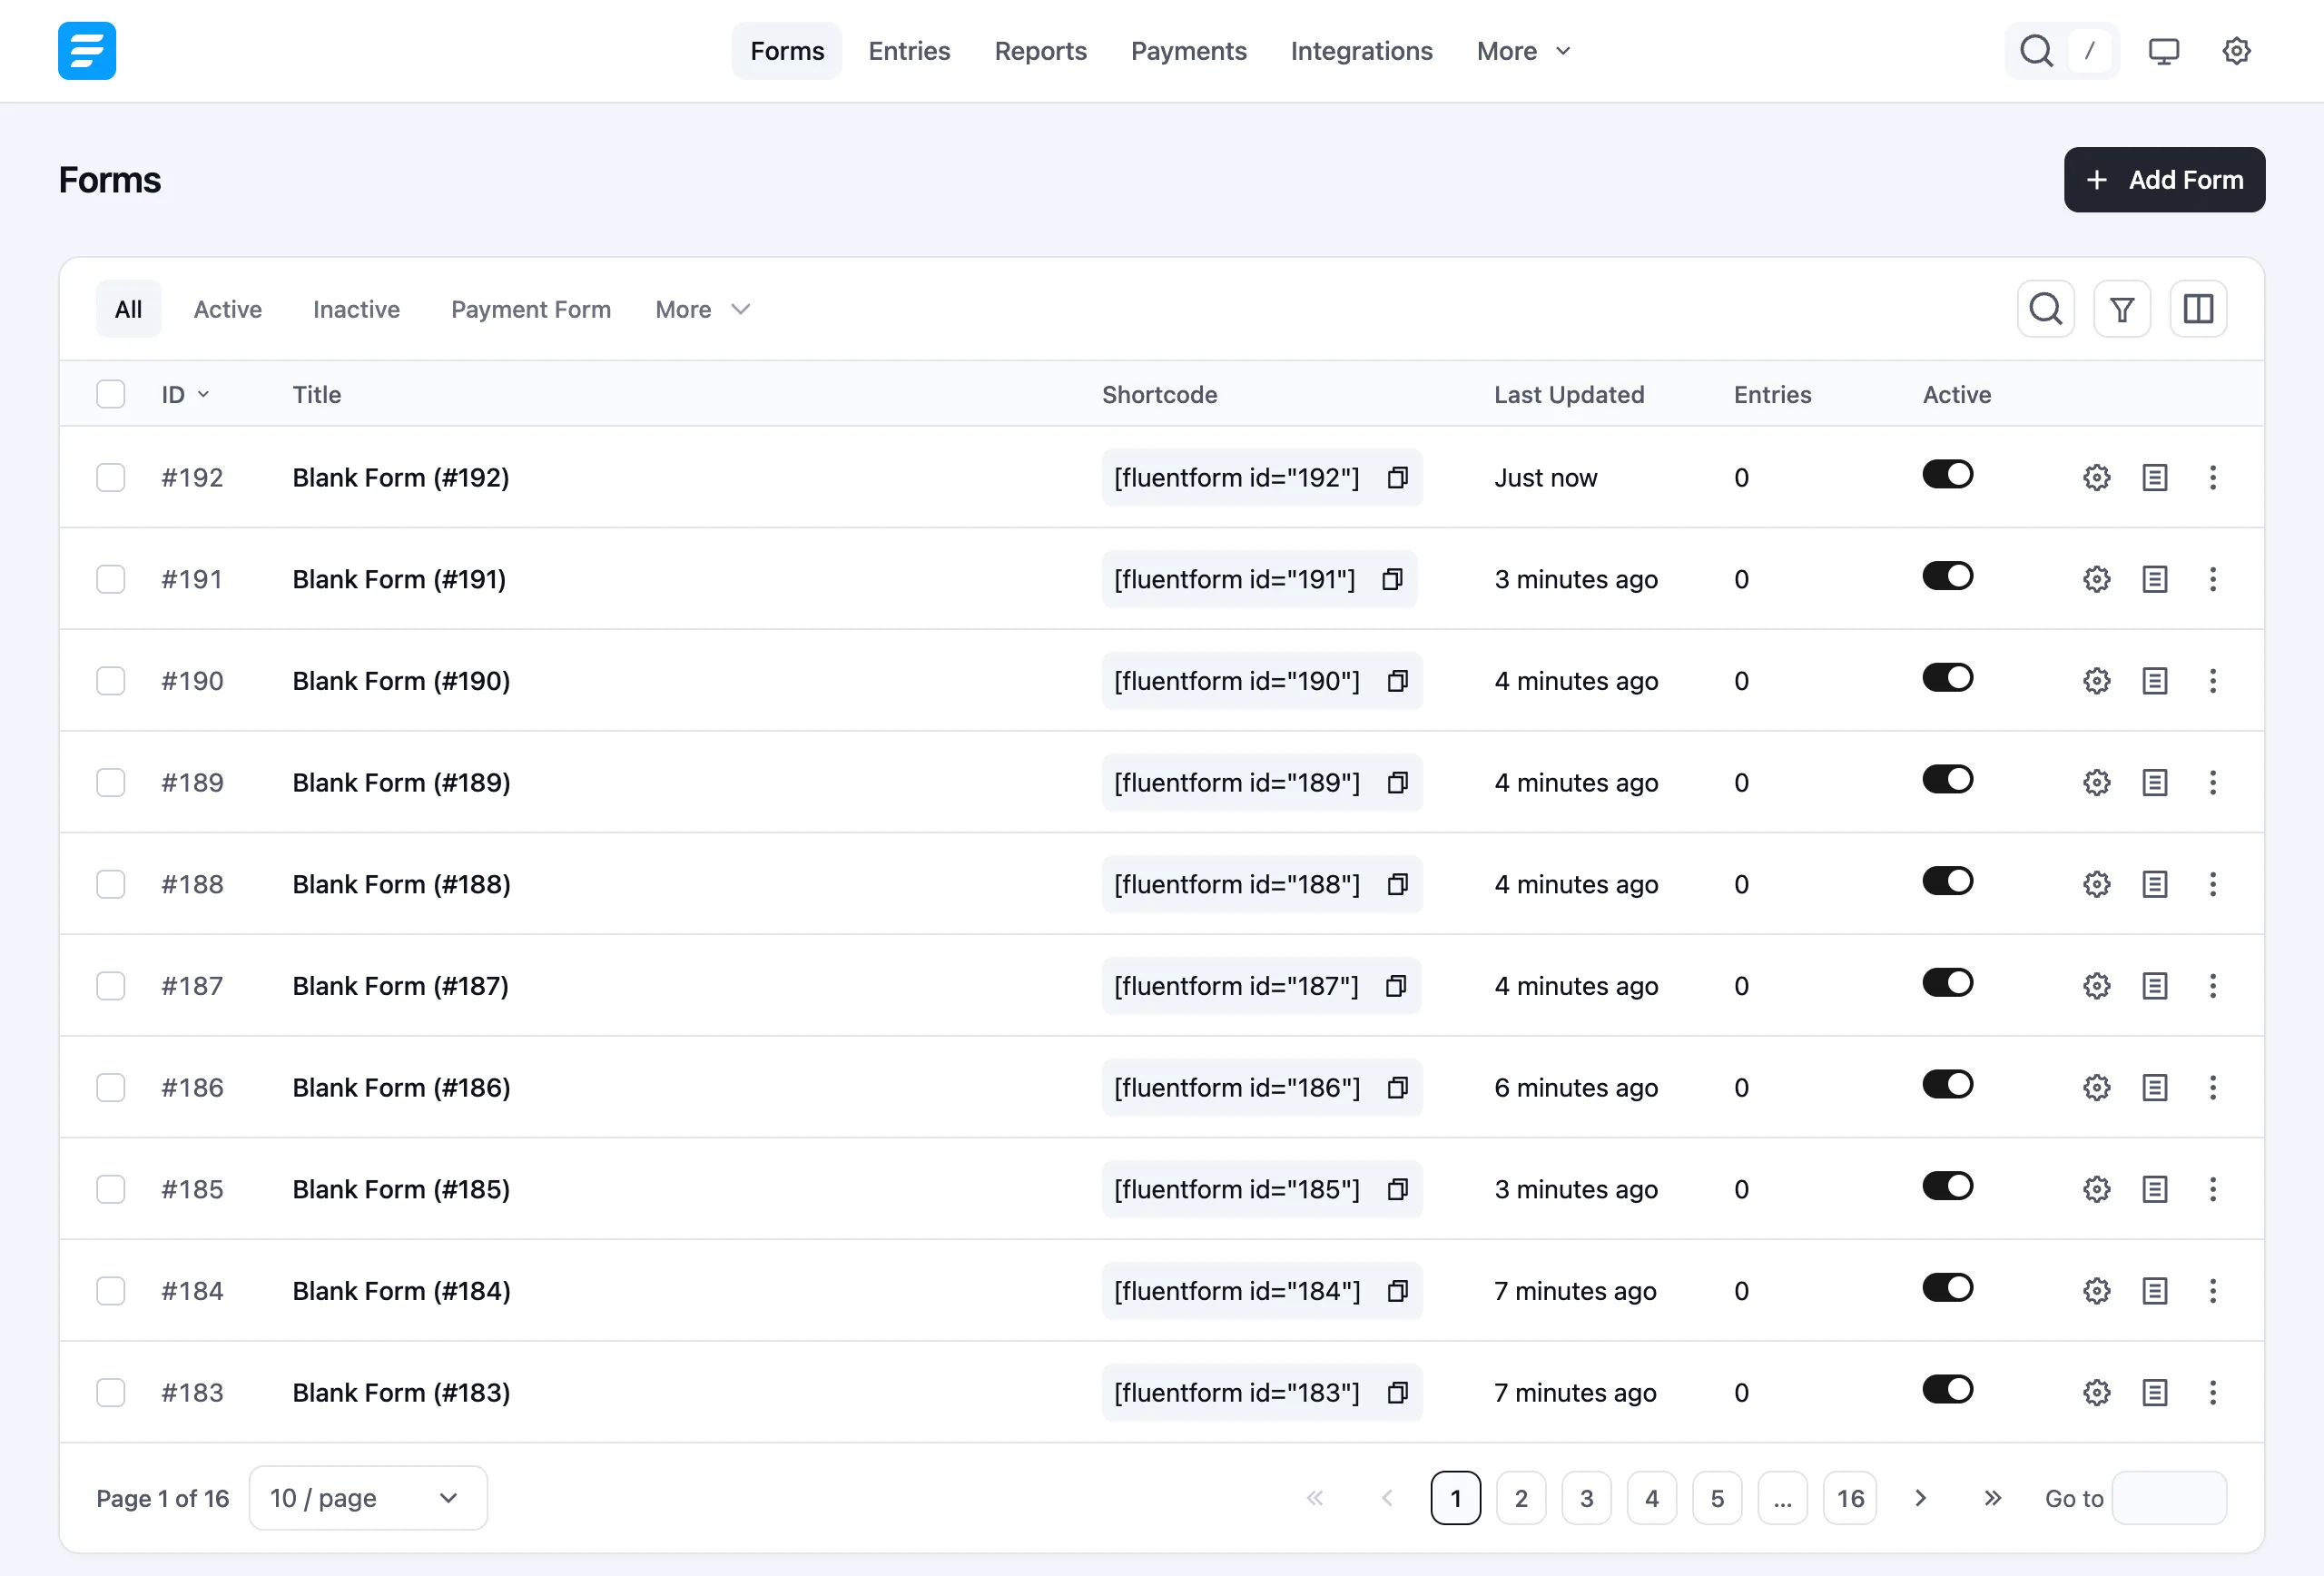 Forms Entries Reports Payments Integrations More /
Forms + Add Form
All Active Inactive Payment Form More
ID Title Shortcode Last Updated Entries Active
#192 Blank Form (#192) [fluentform id="192"] Just now 0
#191 Blank Form (#191) [fluentform id="191"] 3 minutes ago 0
#190 Blank Form (#190) [fluentform id="190"] 4 minutes ago 0
#189 Blank Form (#189) [fluentform id="189"] 4 minutes ago 0
#188 Blank Form (#188) [fluentform id="188"] 4 minutes ago 0
#187 Blank Form (#187) [fluentform id="187"] 4 minutes ago 0
#186 Blank Form (#186) [fluentform id="186"] 6 minutes ago 0
#185 Blank Form (#185) [fluentform id="185"] 3 minutes ago 0
#184 Blank Form (#184) [fluentform id="184"] 7 minutes ago 0
#183 Blank Form (#183) [fluentform id="183"] 7 minutes ago 0
Page 1 of 16 10 / page « ‹ 1 2 3 4 5 ... 16 › » Go to